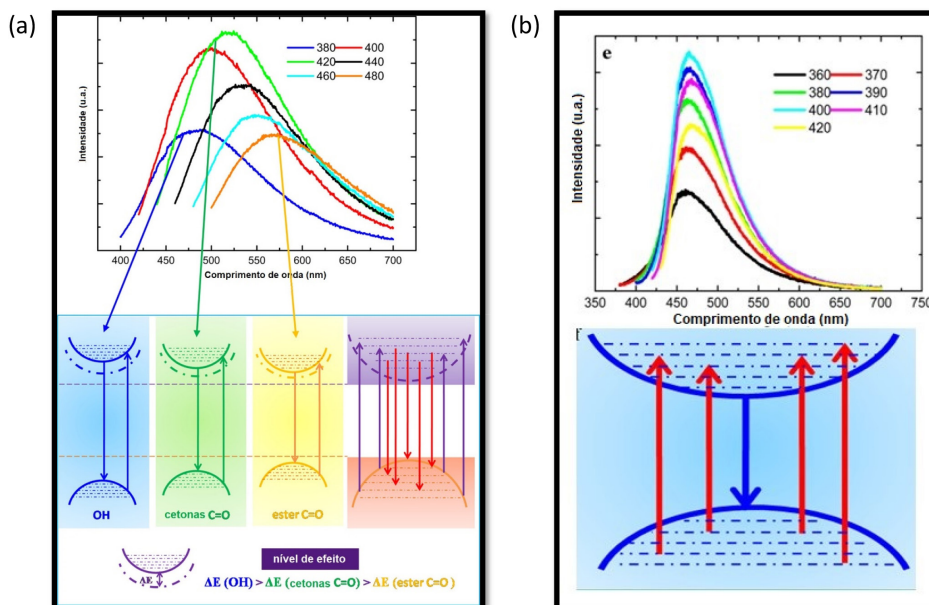 (a)
380 400
420 440
460 480
Intensidade (u.a.)
400 450 500 550 600 650 700
Comprimento de onda (nm)
OH
cetonas C=O
ester C=O
ΔE
nível de efeito
ΔE (OH) > ΔE (cetonas C=O) > ΔE (ester C=O )
(b)
e
360 370
380 390
400 410
420
Intensidade (u.a.)
350 400 450 500 550 600 650 700 750
Comprimento de onda (nm)